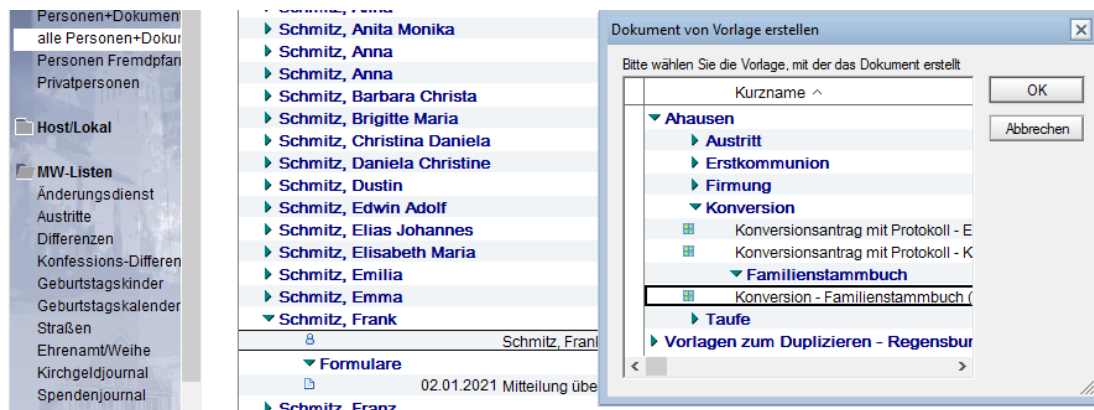 Personen+Dokument
alle Personen+Dokur
Personen Fremdpfarr
Privatpersonen
Host/Lokal
MW-Listen
Änderungsdienst
Austritte
Differenzen
Konfessions-Differen
Geburtstagskinder
Geburtstagskalender
Straßen
Ehrenamt/Weihe
Kirchgeldjournal
Spendenjournal
Schmitz, Anita Monika
Schmitz, Anna
Schmitz, Anna
Schmitz, Barbara Christa
Schmitz, Brigitte Maria
Schmitz, Christina Daniela
Schmitz, Daniela Christine
Schmitz, Dustin
Schmitz, Edwin Adolf
Schmitz, Elias Johannes
Schmitz, Elisabeth Maria
Schmitz, Emilia
Schmitz, Emma
Schmitz, Frank
Schmitz, Frank
Formulare
02.01.2021 Mitteilung übe
Schmitz, Franz
Dokument von Vorlage erstellen
Bitte wählen Sie die Vorlage, mit der das Dokument erstellt
Kurzname
OK
Abbrechen
Ahausen
Austritt
Erstkommunion
Firmung
Konversion
Konversionsantrag mit Protokoll - E
Konversionsantrag mit Protokoll - K
Familienstammbuch
Konversion - Familienstammbuch (
Taufe
Vorlagen zum Duplizieren - Regensbur